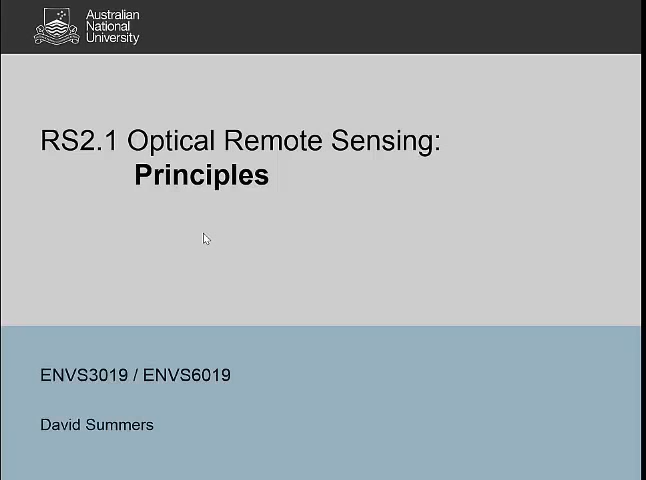 Australian
National
University
RS2.1 Optical Remote Sensing:
Principles
ENVS3019 / ENVS6019
David Summers